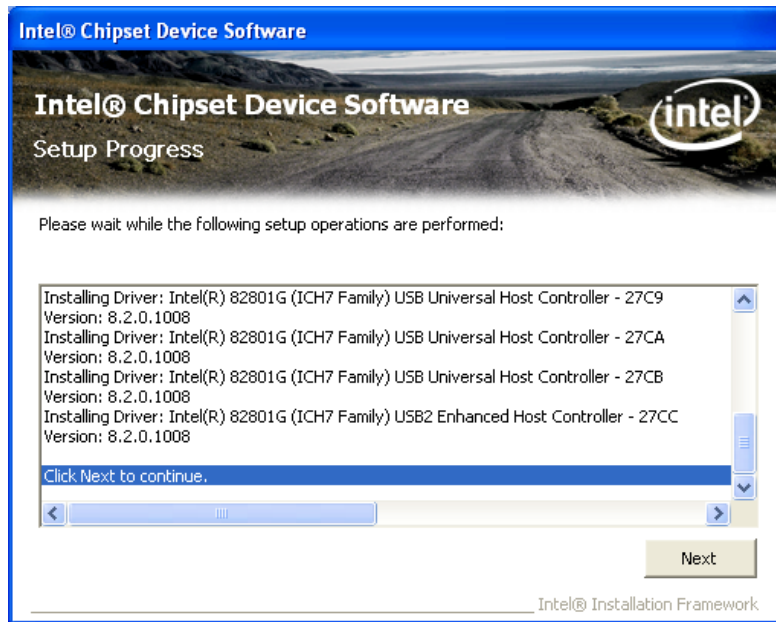 Intel® Chipset Device Software
Intel® Chipset Device Software
intel
Setup Progress
Please wait while the following setup operations are performed:
Installing Driver: Intel(R) 82801G (ICH7 Family) USB Universal Host Controller - 27C9
Version: 8.2.0.1008
Installing Driver: Intel(R) 82801G (ICH7 Family) USB Universal Host Controller - 27CA
Version: 8.2.0.1008
Installing Driver: Intel(R) 82801G (ICH7 Family) USB Universal Host Controller - 27CB
Version: 8.2.0.1008
Installing Driver: Intel(R) 82801G (ICH7 Family) USB2 Enhanced Host Controller - 27CC
Version: 8.2.0.1008
Click Next to continue.
Next
Intel® Installation Framework